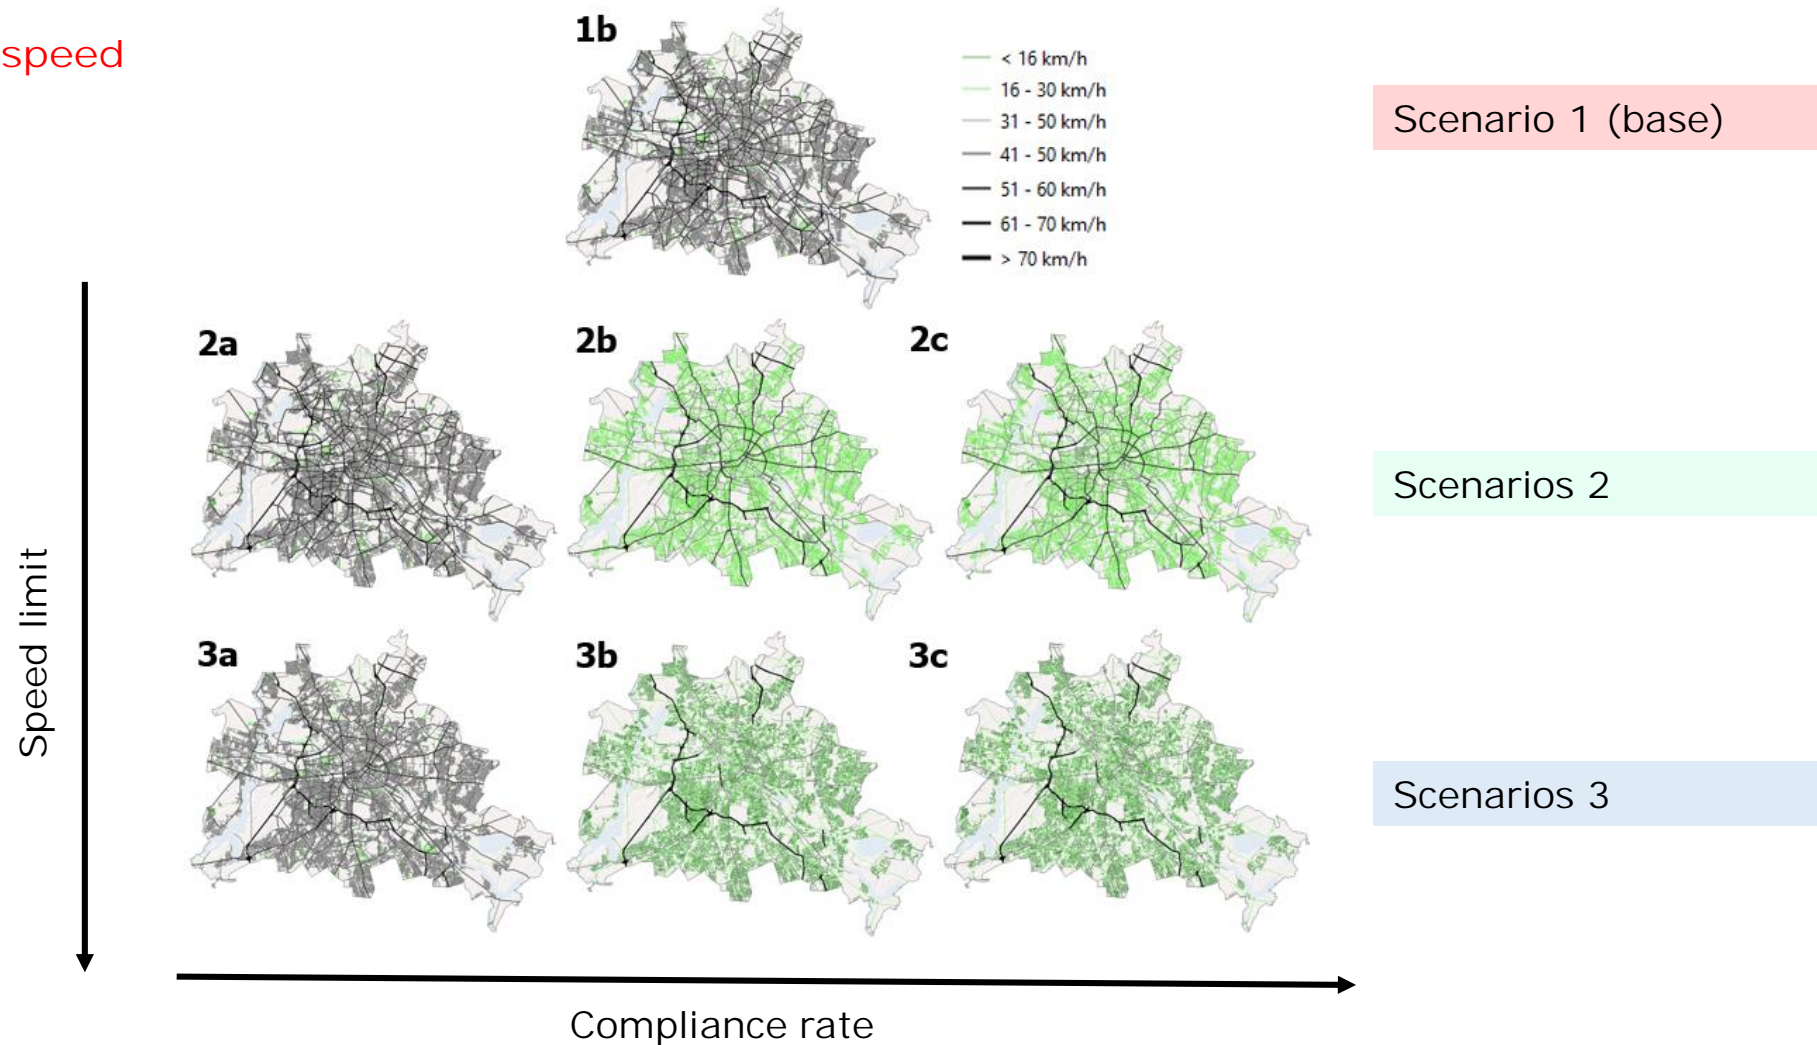 speed
1b
< 16 km/h
16 - 30 km/h
31 - 50 km/h
41 - 50 km/h
51 - 60 km/h
61 - 70 km/h
> 70 km/h
Scenario 1 (base)
2a
2b
2c
Scenarios 2
Speed limit
3a
3b
3c
Scenarios 3
Compliance rate